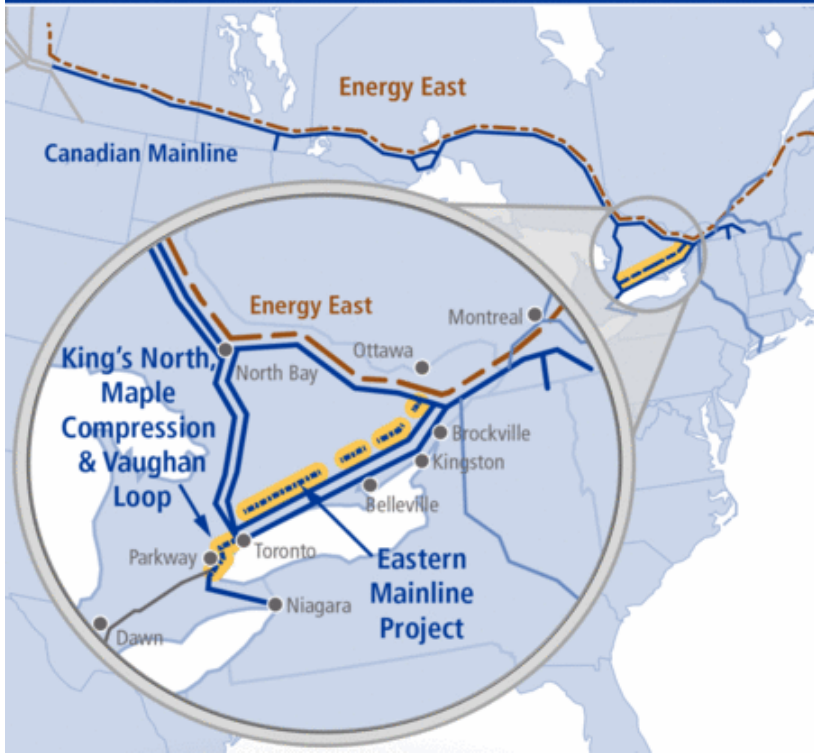 Energy East
Canadian Mainline
Energy East
Montreal
Ottawa
King's North,
Maple
Compression
& Vaughan
Loop
North Bay
Brockville
Kingston
Belleville
Parkway
Toronto
Eastern
Mainline
Project
Niagara
Dawn